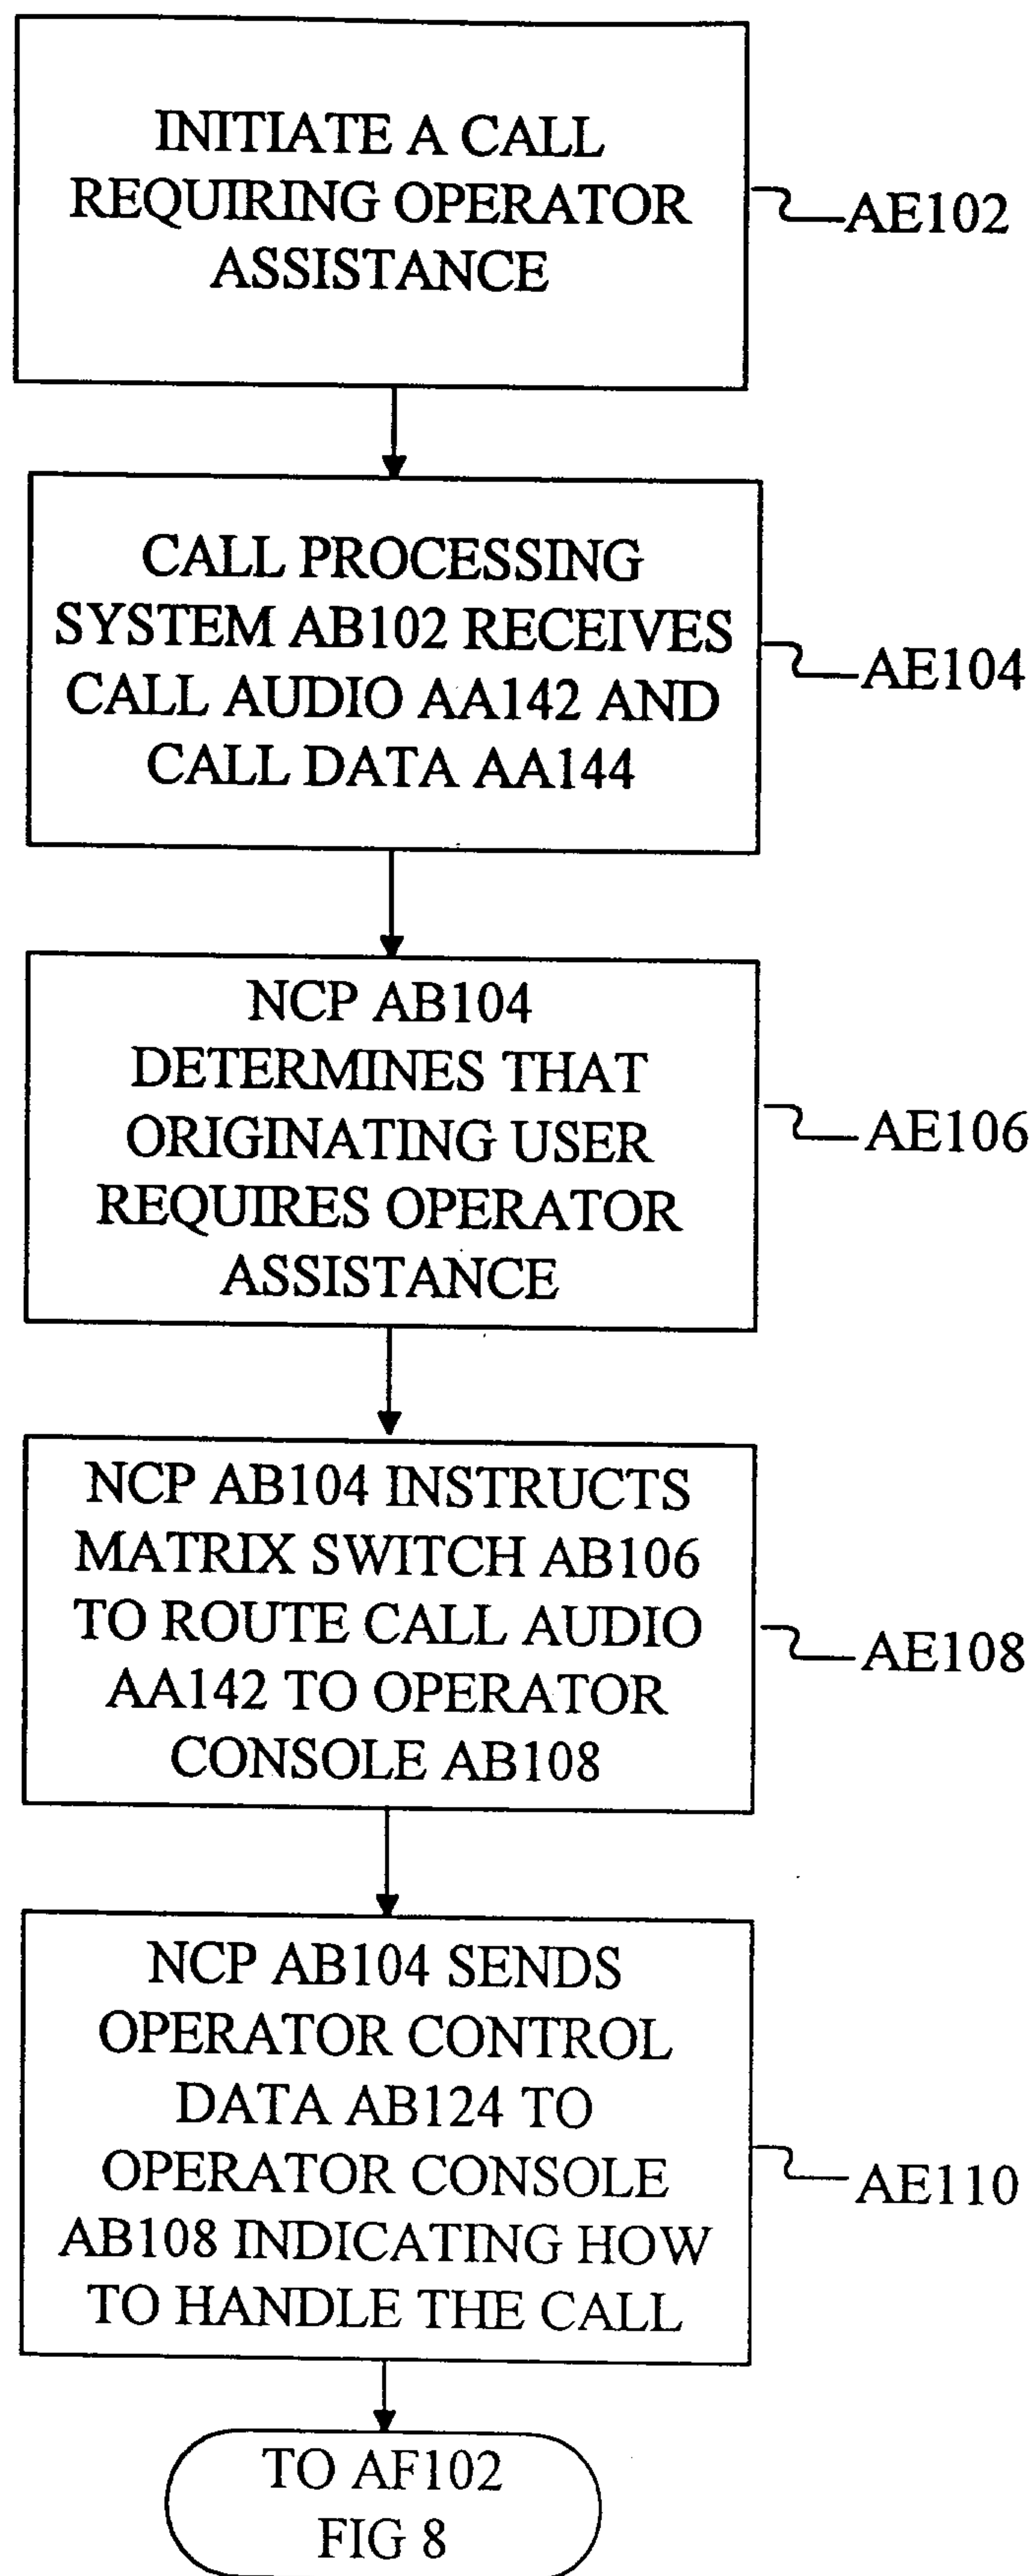 INITIATE A CALL
REQUIRING OPERATOR
ASSISTANCE
AE102
CALL PROCESSING
SYSTEM AB102 RECEIVES
CALL AUDIO AA142 AND
CALL DATA AA144
AE104
NCP AB104
DETERMINES THAT
ORIGINATING USER
REQUIRES OPERATOR
ASSISTANCE
AE106
NCP AB104 INSTRUCTS
MATRIX SWITCH AB106
TO ROUTE CALL AUDIO
AA142 TO OPERATOR
CONSOLE AB108
AE108
NCP AB104 SENDS
OPERATOR CONTROL
DATA AB124 TO
OPERATOR CONSOLE
AB108 INDICATING HOW
TO HANDLE THE CALL
AE110
TO AF102
FIG 8